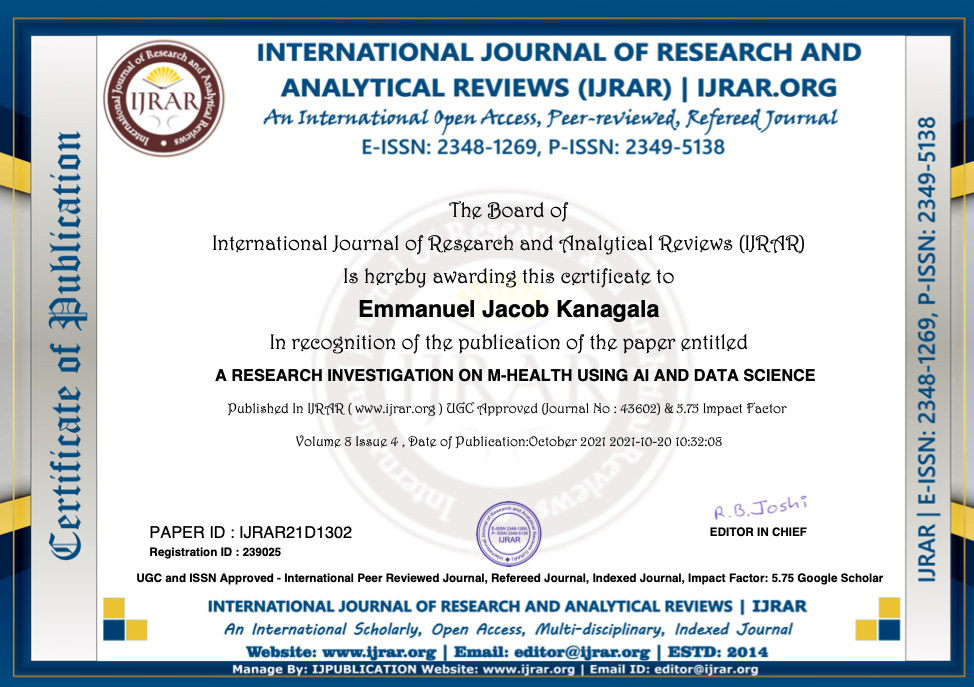 INTERNATIONAL JOURNAL OF RESEARCH AND
ANALYTICAL REVIEWS (IJRAR) | IJRAR.ORG
An International Open Access, Peer-reviewed, Refereed Journal
E-ISSN: 2348-1269, P-ISSN: 2349-5138
International Journal of Research and Analytical Reviews
IJRAR
Certificate of Publication
The Board of
International Journal of Research and Analytical Reviews (IJRAR)
Is hereby awarding this certificate to
Emmanuel Jacob Kanagala
In recognition of the publication of the paper entitled
A RESEARCH INVESTIGATION ON M-HEALTH USING AI AND DATA SCIENCE
Published In IJRAR ( www.ijrar.org ) UGC Approved (Journal No : 43602) & 5.75 Impact Factor
Volume 8 Issue 4 , Date of Publication:October 2021 2021-10-20 10:32:08
PAPER ID : IJRAR21D1302
Registration ID : 239025
E-ISSN 2348-1269,
P- ISSN 2349-5138
IJRAR
R.B.Joshi
EDITOR IN CHIEF
UGC and ISSN Approved - International Peer Reviewed Journal, Refereed Journal, Indexed Journal, Impact Factor: 5.75 Google Scholar
INTERNATIONAL JOURNAL OF RESEARCH AND ANALYTICAL REVIEWS | IJRAR
An International Scholarly, Open Access, Multi-disciplinary, Indexed Journal
Website: www.ijrar.org | Email: editor@ijrar.org | ESTD: 2014
Manage By: IJPUBLICATION Website: www.ijrar.org | Email ID: editor@ijrar.org
IJRAR | E-ISSN: 2348-1269, P-ISSN: 2349-5138